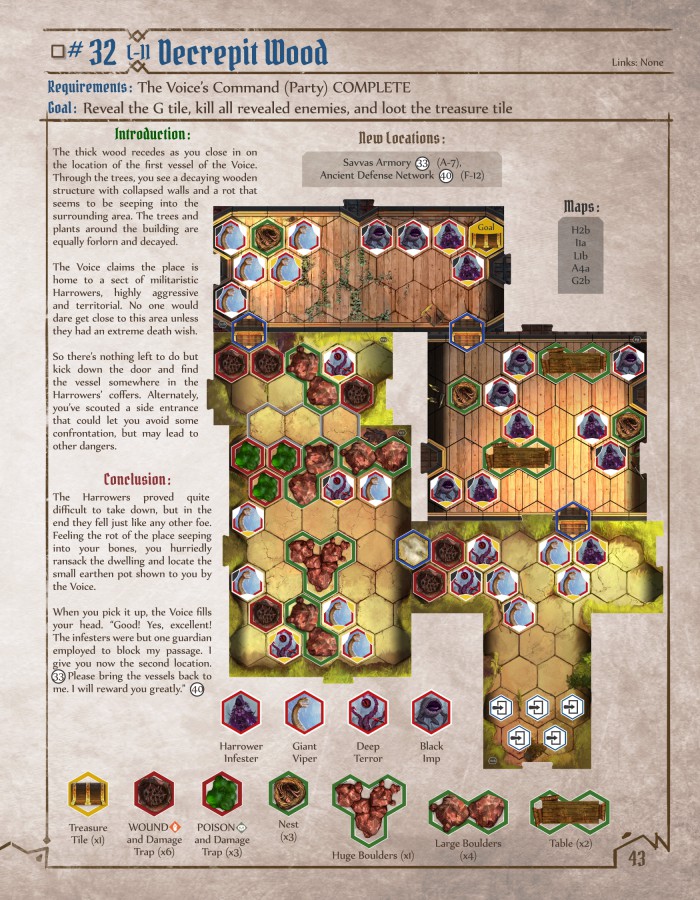 #32 L-11 Decrepit Wood
Links: None
Requirements: The Voice's Command (Party) COMPLETE
Goal: Reveal the G tile, kill all revealed enemies, and loot the treasure tile
Introduction:
The thick wood recedes as you close in on
the location of the first vessel of the Voice.
Through the trees, you see a decaying wooden
structure with collapsed walls and a rot that
seems to be seeping into the
surrounding area. The trees and
plants around the building are
equally forlorn and decayed.
The Voice claims the place is
home to a sect of militaristic
Harrowers, highly aggressive
and territorial. No one would
dare get close to this area unless
they had an extreme death wish.
So there's nothing left to do but
kick down the door and find
the vessel somewhere in the
Harrowers' coffers. Alternately,
you've scouted a side entrance
that could let you avoid some
confrontation, but may lead to
other dangers.
Conclusion:
The Harrowers proved quite
difficult to take down, but in the
end they fell just like any other foe.
Feeling the rot of the place seeping
into your bones, you hurriedly
ransack the dwelling and locate the
small earthen pot shown to you by
the Voice.
When you pick it up, the Voice fills
your head. "Good! Yes, excellent!
The infesters were but one guardian
employed to block my passage. I
give you now the second location.
33 Please bring the vessels back to
me. I will reward you greatly." 40
New Locations:
Savvas Armory 33 (A-7),
Ancient Defense Network 40 (F-12)
Maps:
H2b
I1a
L1b
A4a
G2b
Goal
Harrower
Infester
Giant
Viper
Deep
Terror
Black
Imp
Treasure
Tile (x1)
WOUND
and Damage
Trap (x6)
POISON
and Damage
Trap (x3)
Nest
(x3)
Huge Boulders (x1)
Large Boulders
(x4)
Table (x2)
43